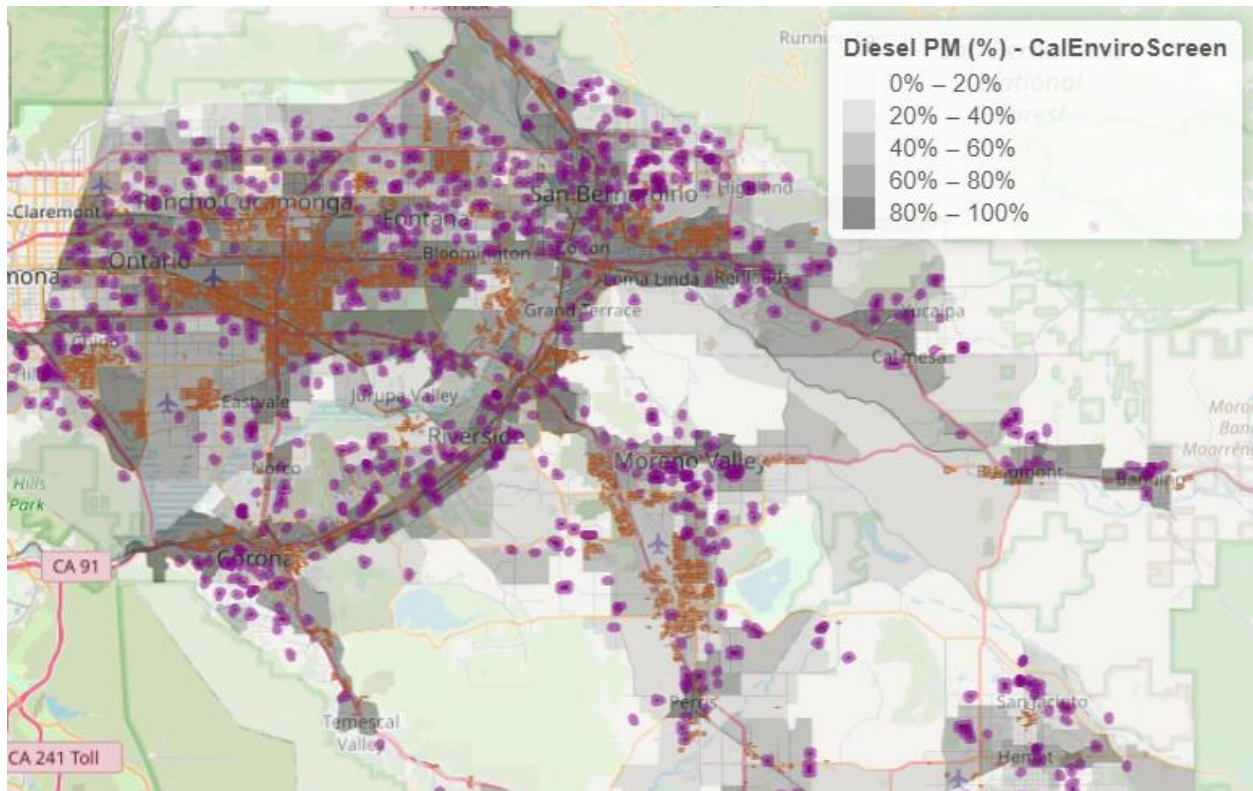 Diesel PM (%) - CalEnviroScreen
0% – 20%
20% – 40%
40% – 60%
60% – 80%
80% – 100%
Claremont
Rancho Cucamonga
San Bernardino
Highland
Fontana
Ontario
Bloomington
Colton
Loma Linda
Redlands
Grand Terrace
Yucaipa
Calimesa
Chino
Eastvale
Jurupa Valley
Riverside
Moreno Valley
Norco
Beaumont
Banning
Hills
Park
CA 91
Corona
Perris
San Jacinto
Temescal
Valley
Hemet
CA 241 Toll